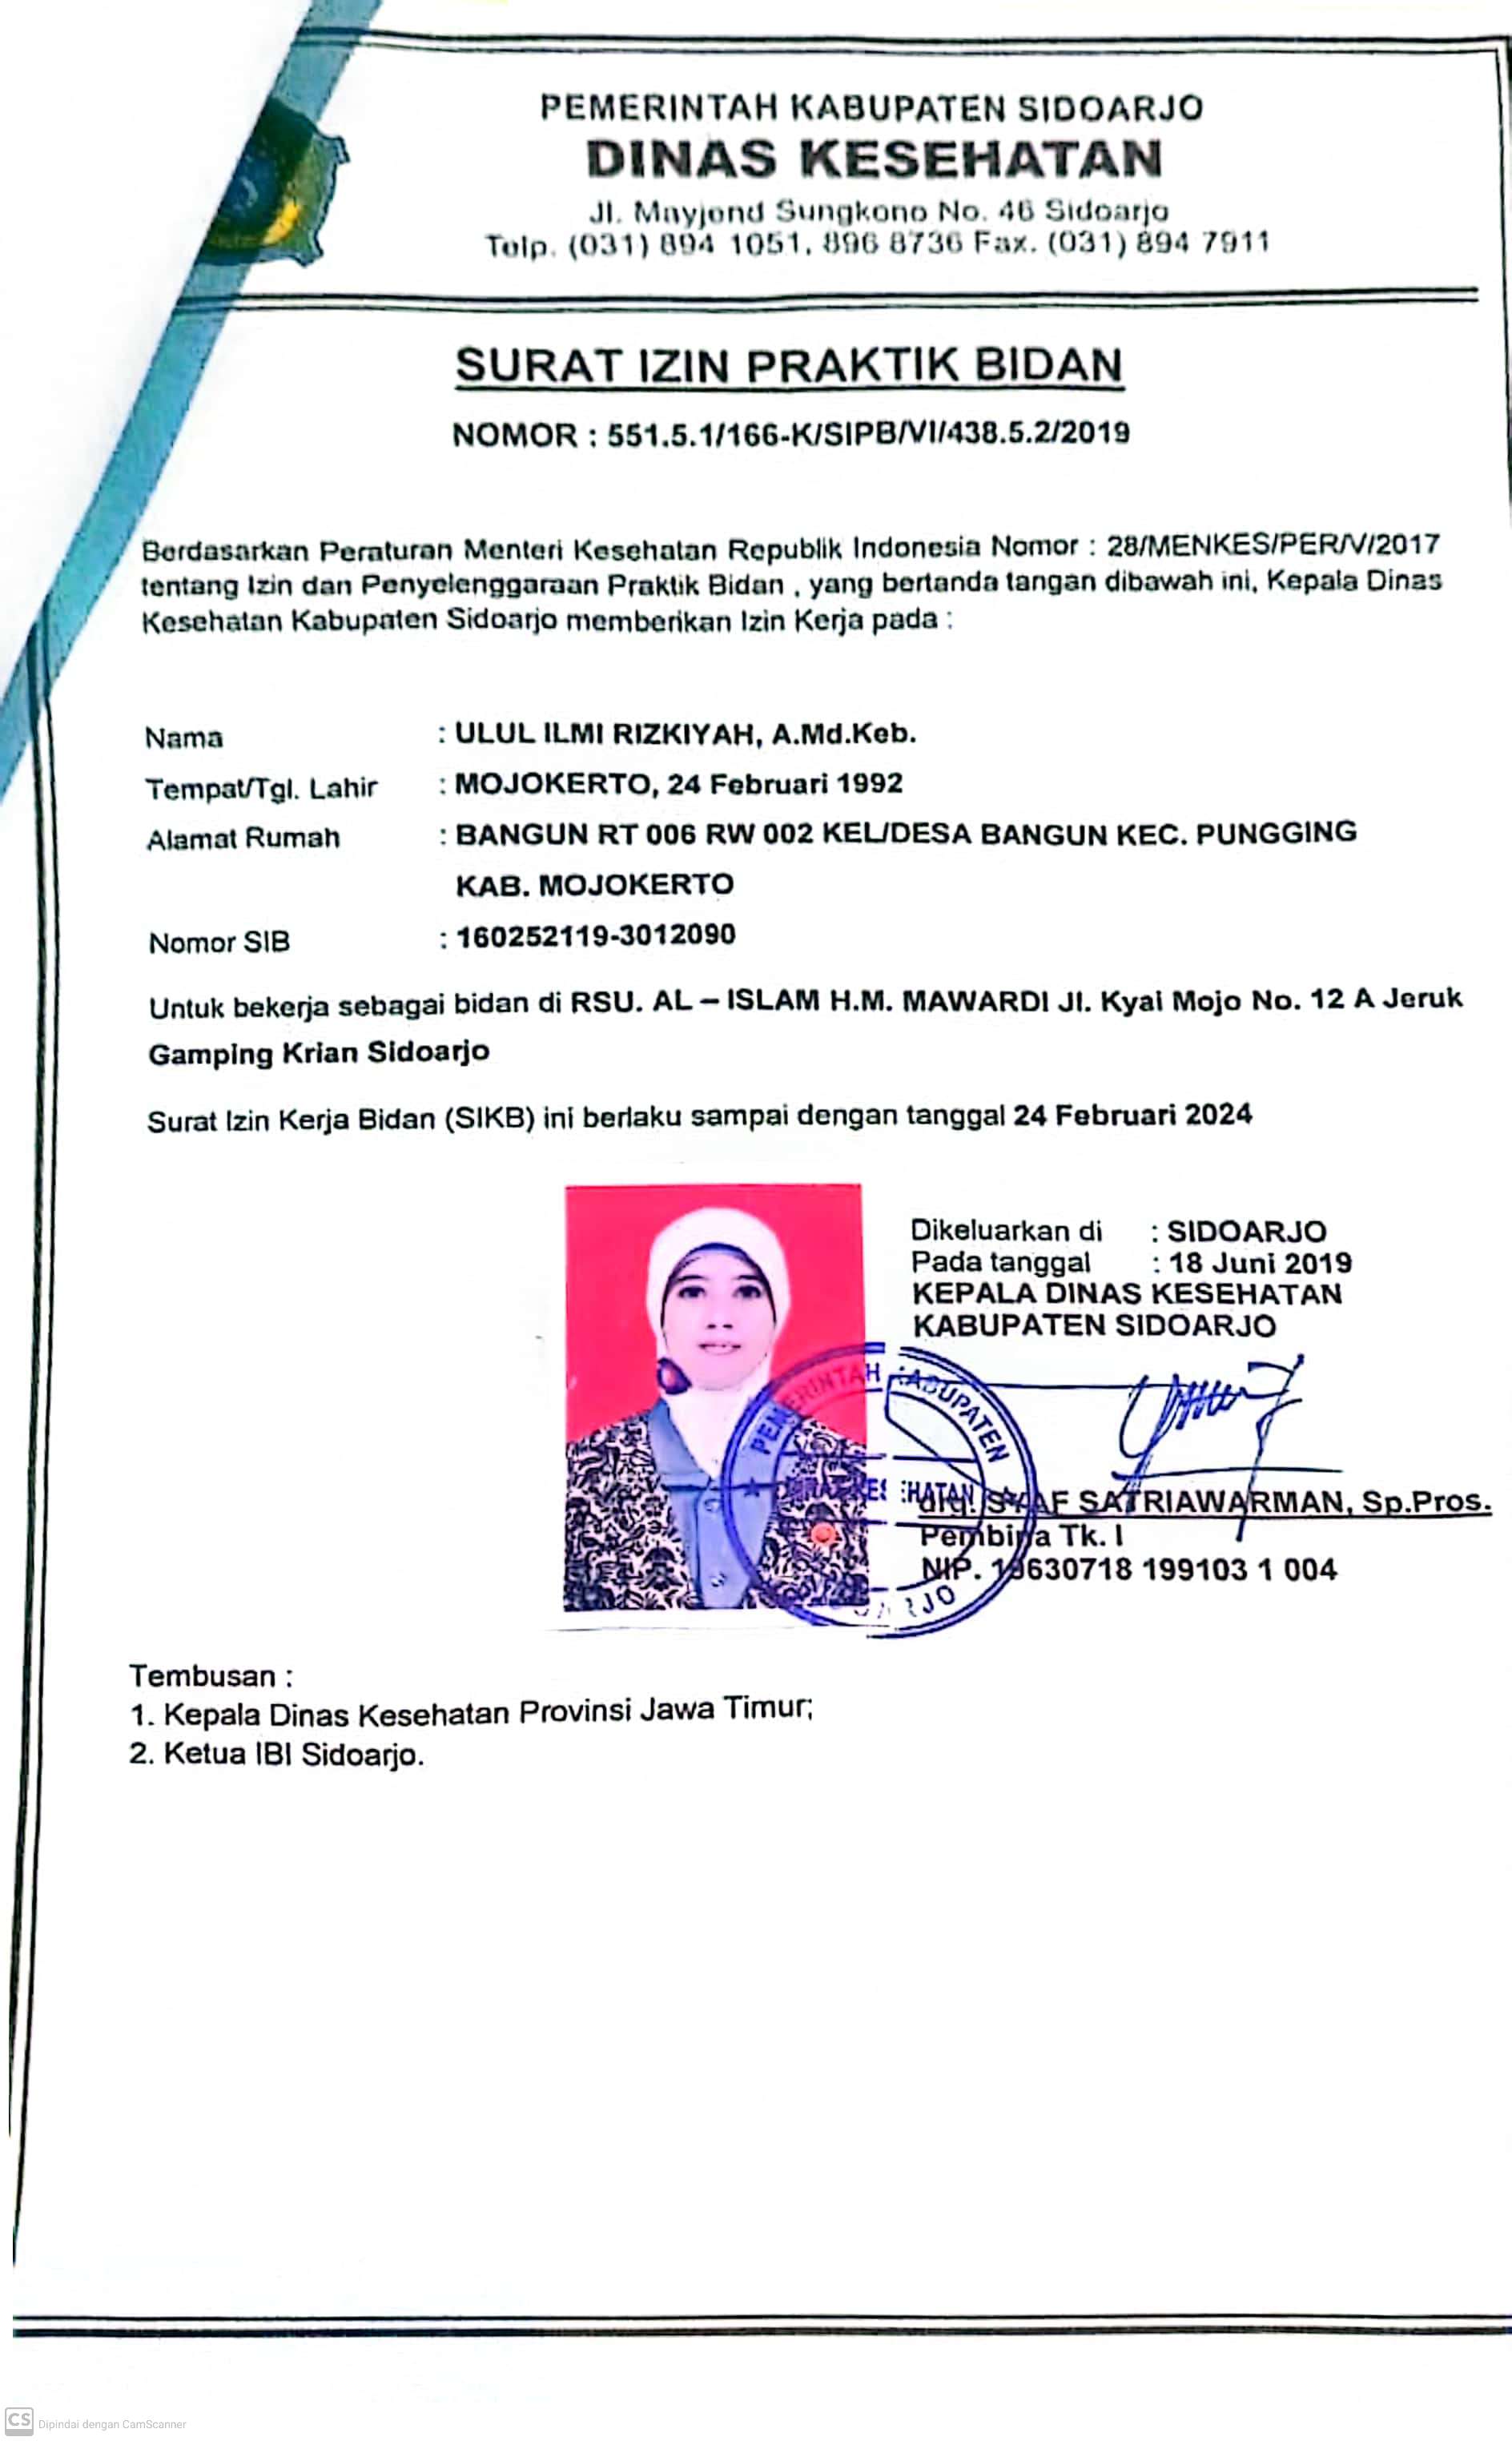 PEMERINTAH KABUPATEN SIDOARJO
DINAS KESEHATAN
Jl. Mayjend Sungkono No. 46 Sidoarjo
Telp. (031) 894 1051, 896 8736 Fax. (031) 894 7911
SURAT IZIN PRAKTIK BIDAN
NOMOR : 551.5.1/166-K/SIPB/VI/438.5.2/2019
Berdasarkan Peraturan Menteri Kesehatan Republik Indonesia Nomor : 28/MENKES/PER/V/2017
tentang Izin dan Penyelenggaraan Praktik Bidan , yang bertanda tangan dibawah ini, Kepala Dinas
Kesehatan Kabupaten Sidoarjo memberikan Izin Kerja pada :
Nama : ULUL ILMI RIZKIYAH, A.Md.Keb.
Tempat/Tgl. Lahir : MOJOKERTO, 24 Februari 1992
Alamat Rumah : BANGUN RT 006 RW 002 KEL/DESA BANGUN KEC. PUNGGING
KAB. MOJOKERTO
Nomor SIB : 160252119-3012090
Untuk bekerja sebagai bidan di RSU. AL – ISLAM H.M. MAWARDI Jl. Kyai Mojo No. 12 A Jeruk
Gamping Krian Sidoarjo
Surat Izin Kerja Bidan (SIKB) ini berlaku sampai dengan tanggal 24 Februari 2024
Dikeluarkan di : SIDOARJO
Pada tanggal : 18 Juni 2019
KEPALA DINAS KESEHATAN
KABUPATEN SIDOARJO
PEMERINTAH KABUPATEN
drg. SATRIAWARMAN, Sp.Pros.
Pembina Tk. I
NIP. 19630718 199103 1 004
Tembusan :
1. Kepala Dinas Kesehatan Provinsi Jawa Timur;
2. Ketua IBI Sidoarjo.
CS Dipindai dengan CamScanner